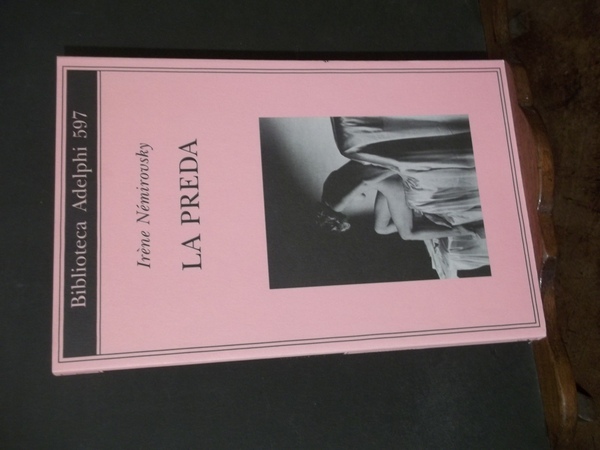 Biblioteca Adelphi 597
Irène Némirovsky
LA PREDA